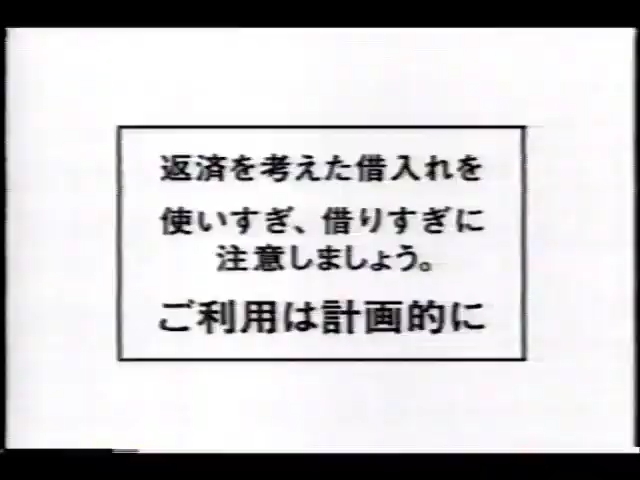 返済を考えた借入れを
使いすぎ、借りすぎに
注意しましょう。
ご利用は計画的に